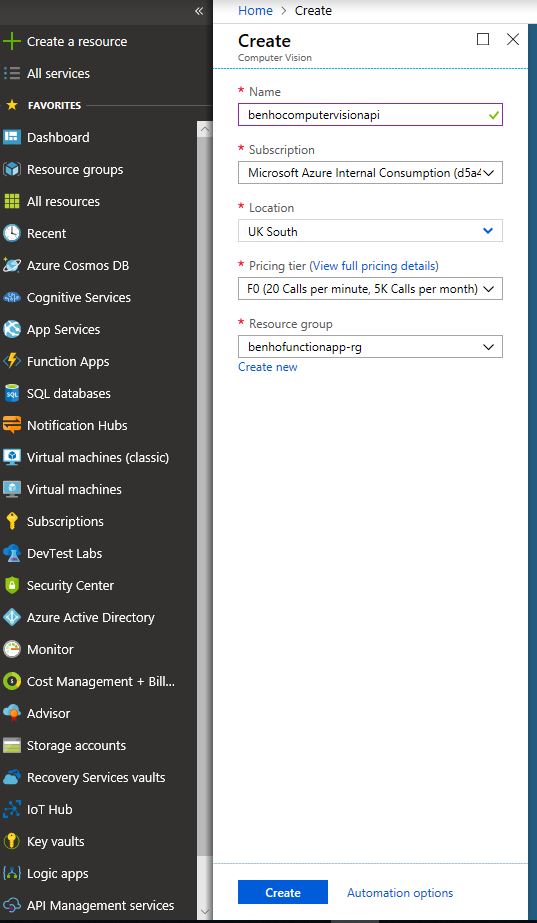 «
Create a resource
All services
FAVORITES
Dashboard
Resource groups
All resources
Recent
Azure Cosmos DB
Cognitive Services
App Services
Function Apps
SQL databases
Notification Hubs
Virtual machines (classic)
Virtual machines
Subscriptions
DevTest Labs
Security Center
Azure Active Directory
Monitor
Cost Management + Bill...
Advisor
Storage accounts
Recovery Services vaults
IoT Hub
Key vaults
Logic apps
API Management services
Home > Create
Create
Computer Vision
* Name
benhocomputervisionapi
* Subscription
Microsoft Azure Internal Consumption (d5a4
* Location
UK South
* Pricing tier (View full pricing details)
F0 (20 Calls per minute, 5K Calls per month)
* Resource group
benhofunctionapp-rg
Create new
Create Automation options